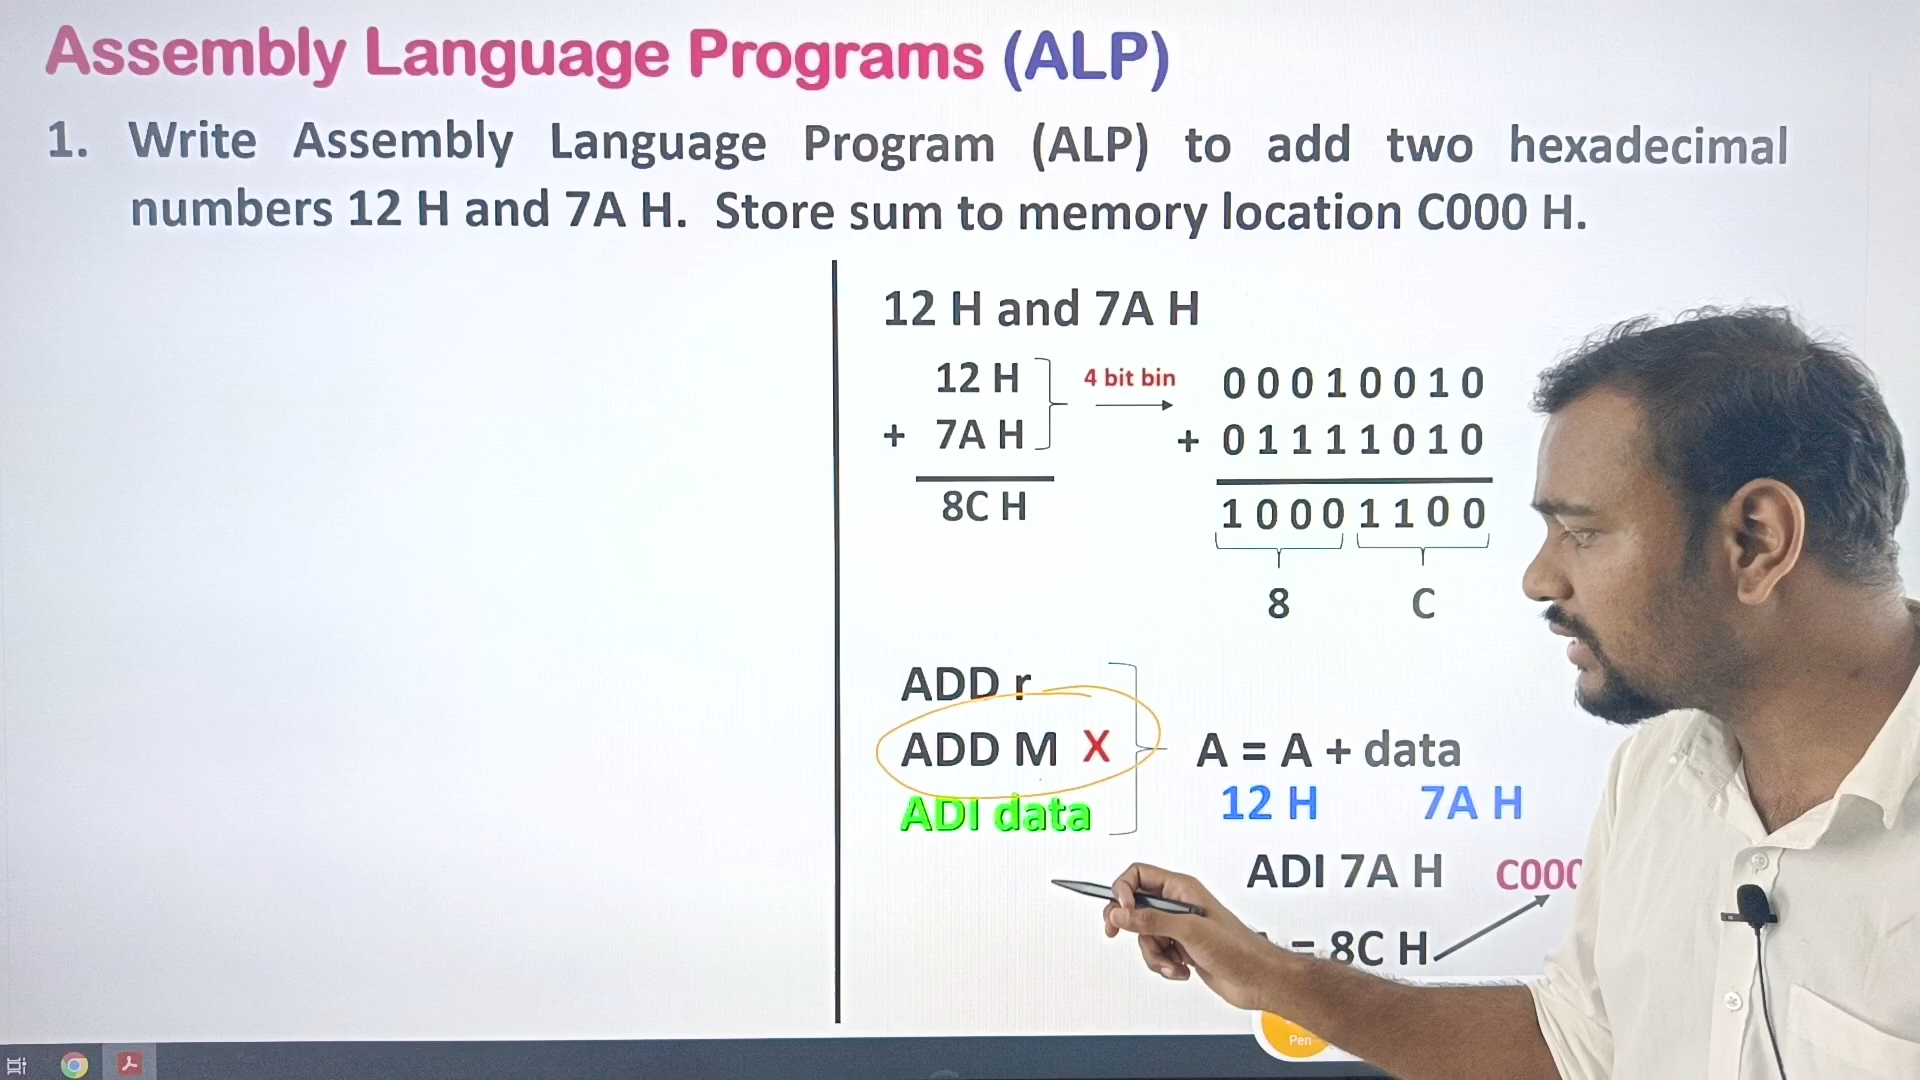 Assembly Language Programs (ALP)
1. Write Assembly Language Program (ALP) to add two hexadecimal
numbers 12 H and 7A H. Store sum to memory location C000 H.
12 H and 7A H
12 H
+ 7A H
8C H
4 bit bin
0 0 0 1 0 0 1 0
+ 0 1 1 1 1 0 1 0
1 0 0 0 1 1 0 0
8 C
ADD r
ADD M X
ADI data
A = A + data
12 H 7A H
ADI 7A H C000
= 8C H
Pen